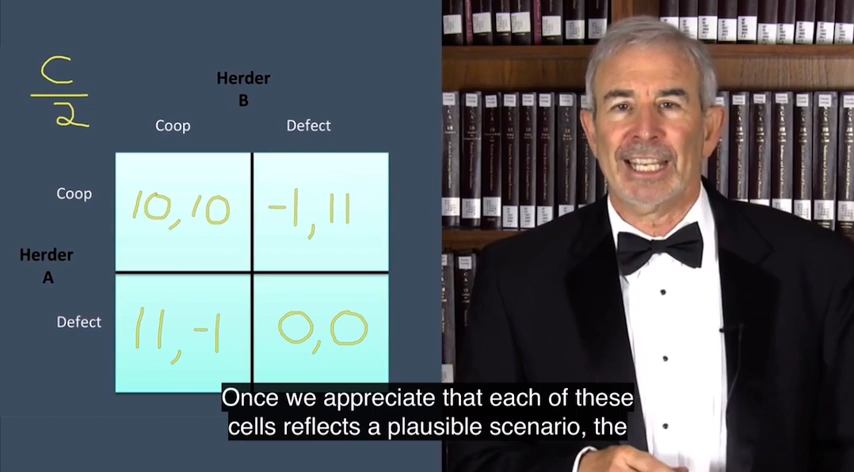 C
2
Herder
B
Coop Defect
Coop 10,10 -1,11
Herder
A
Defect 11,-1 0,0
Once we appreciate that each of these
cells reflects a plausible scenario, the